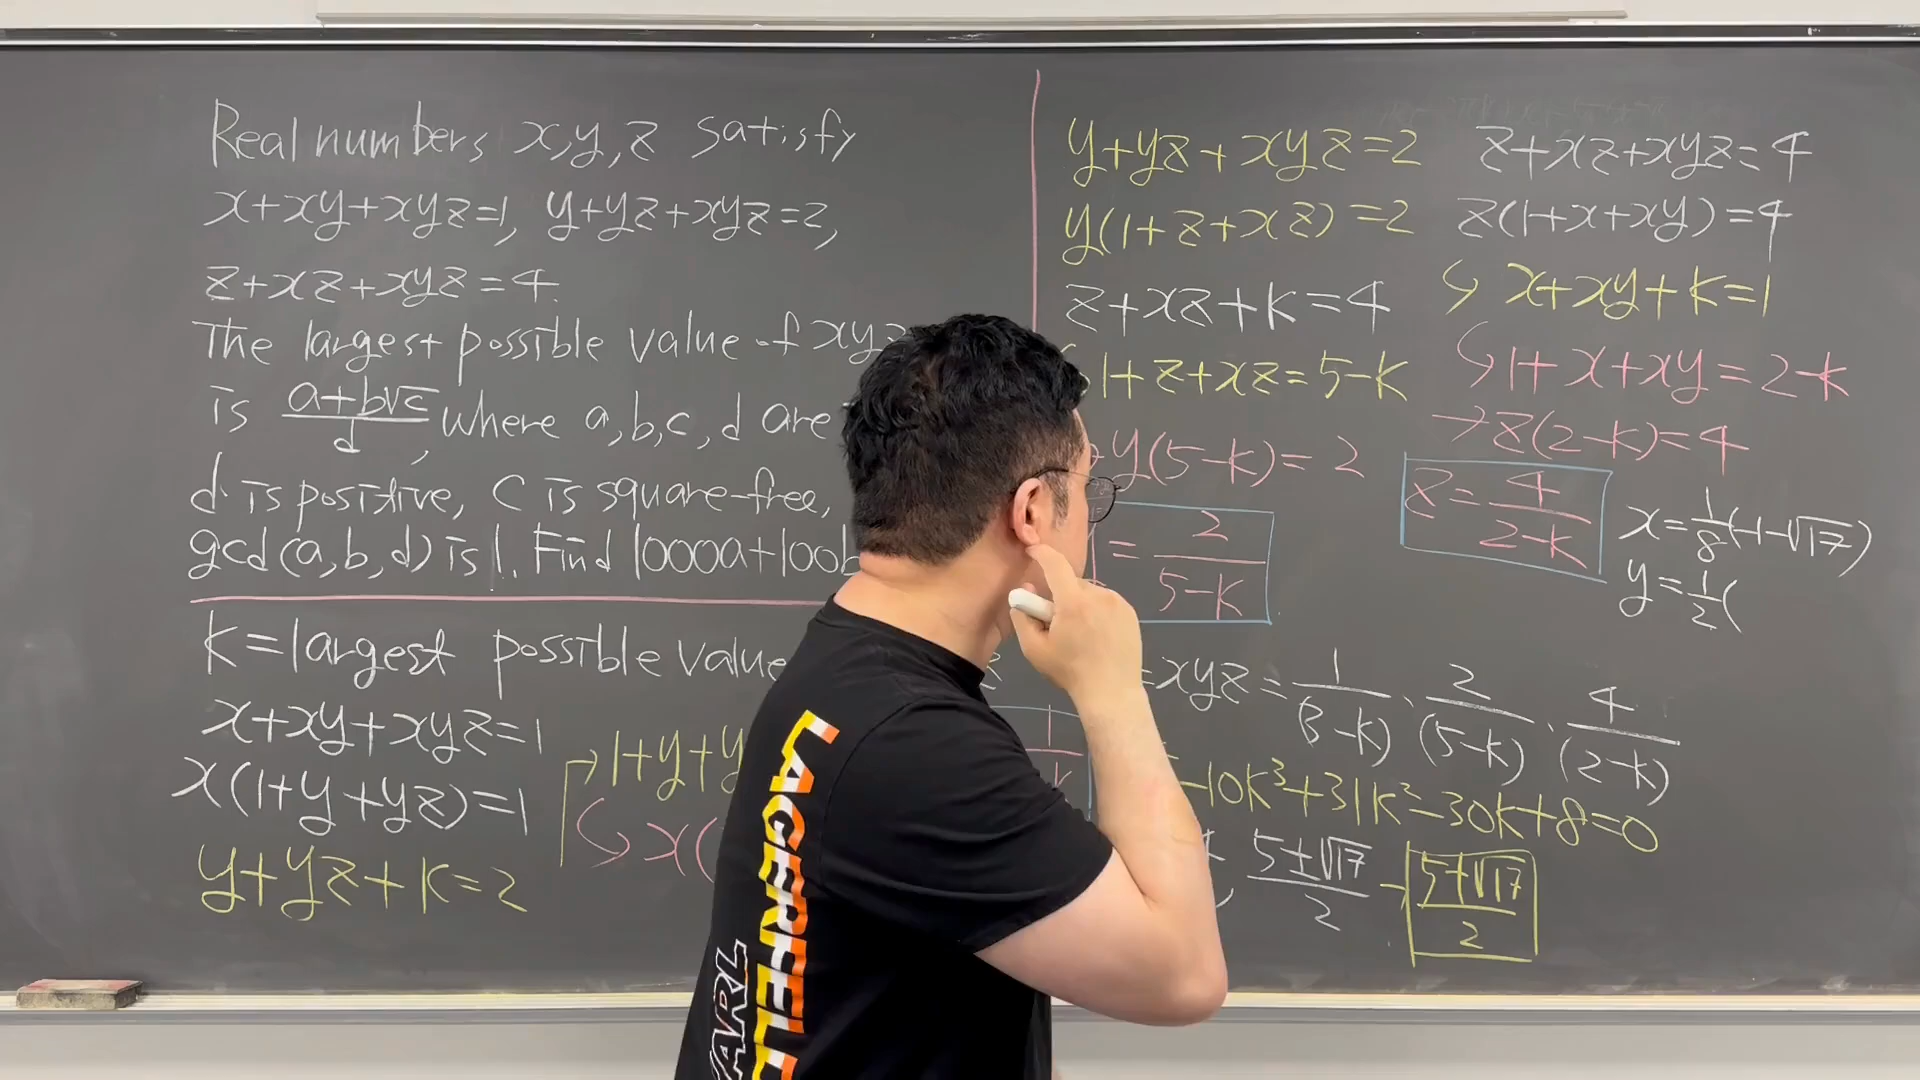 Real numbers x,y,z satisfy
x+xy+xyz=1, y+yz+xyz=2,
z+xz+xyz=4.
The largest possible value of xyz
is (a+b√c)/d, where a,b,c,d are
d is positive, c is square-free,
gcd(a,b,d) is 1. Find 1000a+100b
k=largest possible value
x+xy+xyz=1
x(1+y+yz)=1
y+yz+k=2
→1+y+y
↳x(
y+yz+xyz=2
y(1+z+xz)=2
z+xz+k=4
1+z+xz=5-k
y(5-k)=2
=2/(5-k)
z+xz+xyz=4
z(1+x+xy)=4
↳ x+xy+k=1
↳1+x+xy=2-k
→z(2-k)=4
z=4/(2-k)
x=1/8(-1-√17)
y=1/2(
=xyz=1/(3-k)·2/(5-k)·4/(2-k)
-10k³+31k²-30k+8=0
, (5±√17)/2 → (5+√17)/2
LAGERFELD
KARL